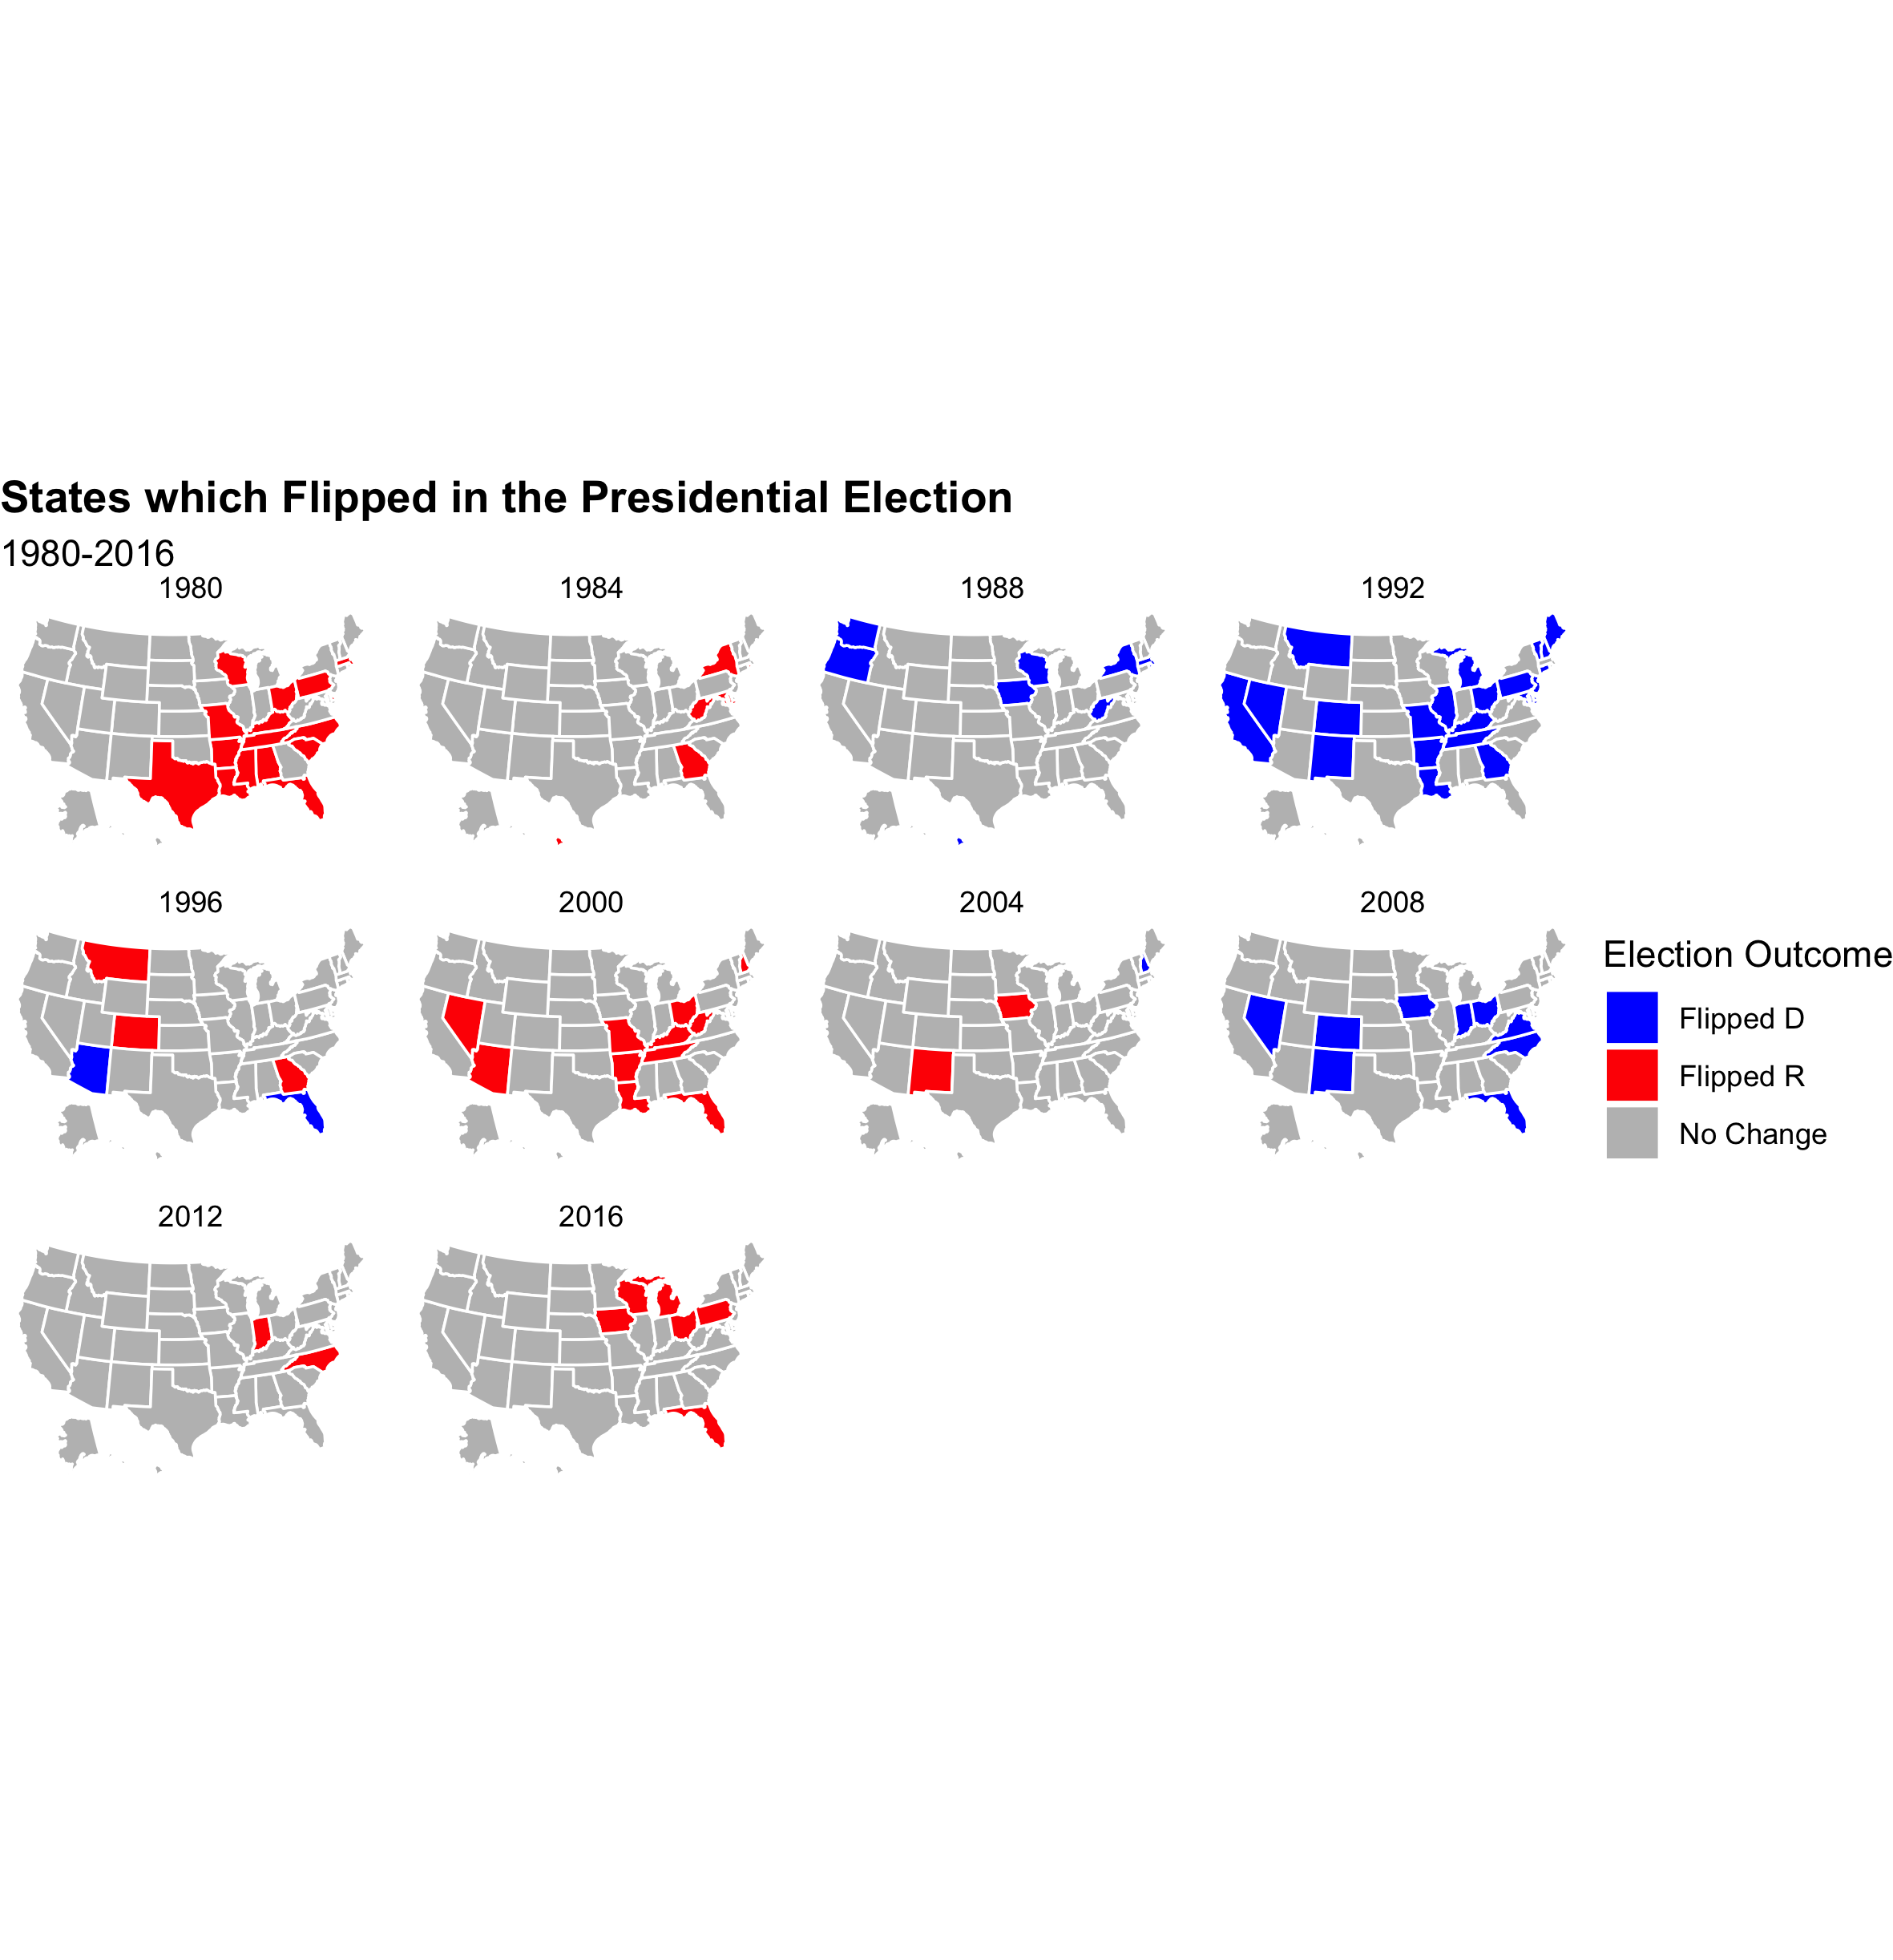 States which Flipped in the Presidential Election
1980-2016
1980
1984
1988
1992
1996
2000
2004
2008
2012
2016
Election Outcome
Flipped D
Flipped R
No Change